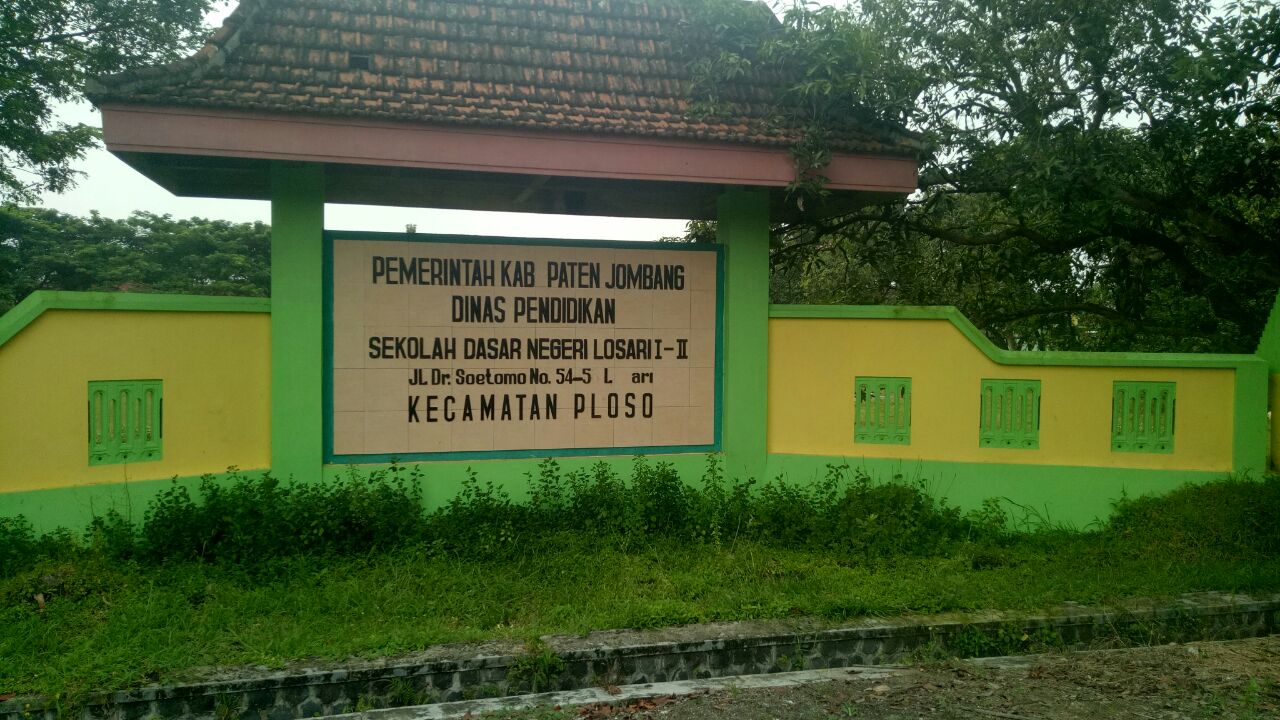 PEMERINTAH KAB PATEN JOMBANG
DINAS PENDIDIKAN
SEKOLAH DASAR NEGERI LOSARI I-II
JL Dr. Soetomo No. 54-5 L ari
KECAMATAN PLOSO